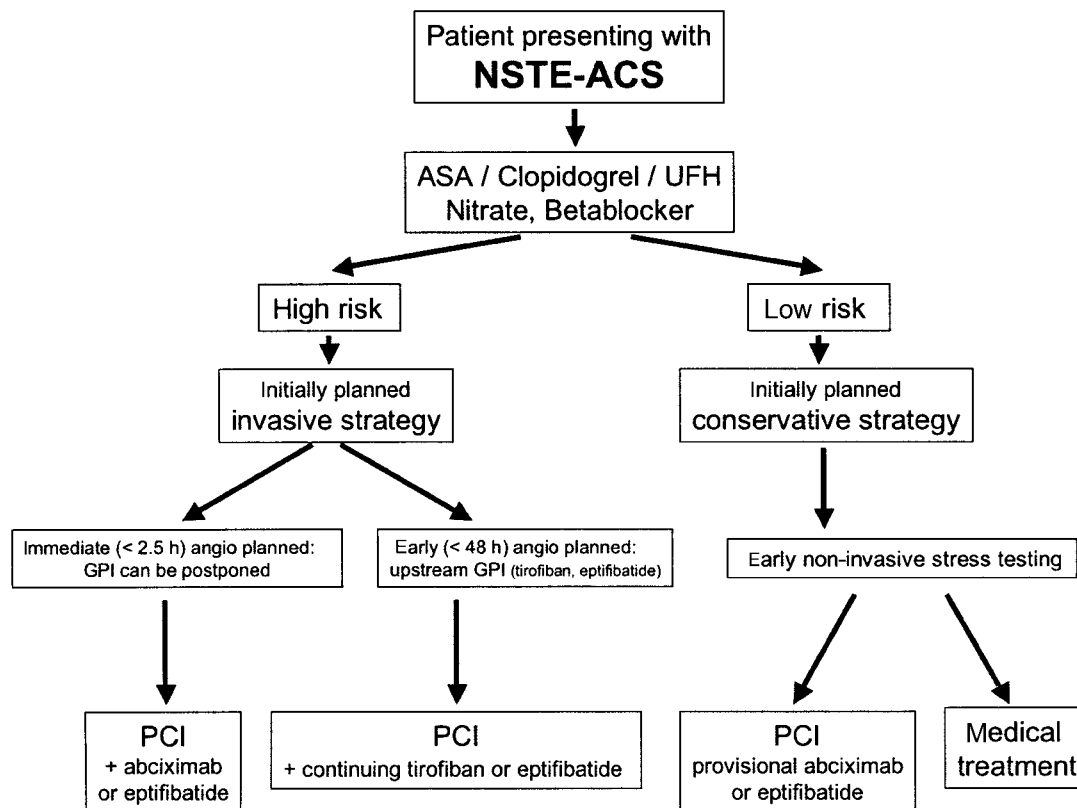 Patient presenting with
NSTE-ACS
ASA / Clopidogrel / UFH
Nitrate, Betablocker
High risk
Low risk
Initially planned
invasive strategy
Initially planned
conservative strategy
Immediate (< 2.5 h) angio planned:
GPI can be postponed
Early (< 48 h) angio planned:
upstream GPI (tirofiban, eptifibatide)
Early non-invasive stress testing
PCI
+ abciximab
or eptifibatide
PCI
+ continuing tirofiban or eptifibatide
PCI
provisional abciximab
or eptifibatide
Medical
treatment